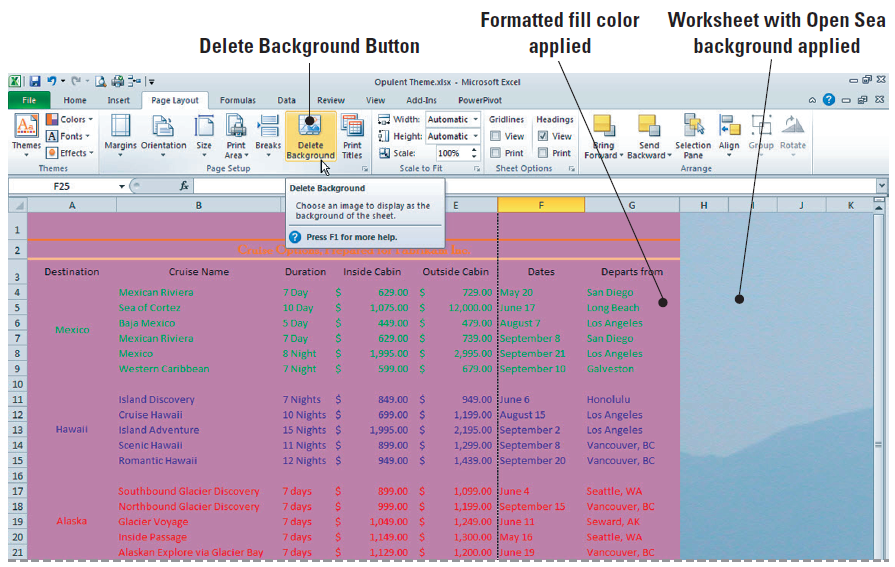 Delete Background Button
Formatted fill color
applied
Worksheet with Open Sea
background applied
Opulent Theme.xlsx - Microsoft Excel
File Home Insert Page Layout Formulas Data Review View Add-Ins PowerPivot
Themes Colors Fonts Effects
Margins Orientation Size Print Area Breaks Delete Background Print Titles
Width: Automatic
Height: Automatic
Scale: 100%
Gridlines Headings
View View
Print Print
Bring Forward Send Backward Selection Pane Align Group Rotate
Themes Page Setup Scale to Fit Sheet Options Arrange
F25 fx
Delete Background
Choose an image to display as the
background of the sheet.
Press F1 for more help.
A B E F G H I J K
1
2
3 Destination Cruise Name Duration Inside Cabin Outside Cabin Dates Departs from
4 Mexican Riviera 7 Day $ 629.00 $ 729.00 May 20 San Diego
5 Sea of Cortez 10 Day $ 1,075.00 $ 12,000.00 June 17 Long Beach
6 Baja Mexico 5 Day $ 449.00 $ 479.00 August 7 Los Angeles
Mexico
7 Mexican Riviera 7 Day $ 629.00 $ 739.00 September 8 San Diego
8 Mexico 8 Night $ 1,995.00 $ 2,995.00 September 21 Los Angeles
9 Western Caribbean 7 Night $ 599.00 $ 679.00 September 10 Galveston
10
11 Island Discovery 7 Nights $ 849.00 $ 949.00 June 6 Honolulu
12 Cruise Hawaii 10 Nights $ 699.00 $ 1,199.00 August 15 Los Angeles
13 Hawaii Island Adventure 15 Nights $ 1,995.00 $ 2,195.00 September 2 Los Angeles
14 Scenic Hawaii 11 Nights $ 899.00 $ 1,299.00 September 8 Vancouver, BC
15 Romantic Hawaii 12 Nights $ 949.00 $ 1,439.00 September 20 Vancouver, BC
16
17 Southbound Glacier Discovery 7 days $ 899.00 $ 1,099.00 June 4 Seattle, WA
18 Northbound Glacier Discovery 7 days $ 999.00 $ 1,199.00 September 15 Vancouver, BC
19 Alaska Glacier Voyage 7 days $ 1,049.00 $ 1,249.00 June 11 Seward, AK
20 Inside Passage 7 days $ 1,149.00 $ 1,300.00 May 16 Seattle, WA
21 Alaskan Explore via Glacier Bay 7 days $ 1,129.00 $ 1,200.00 June 19 Vancouver, BC